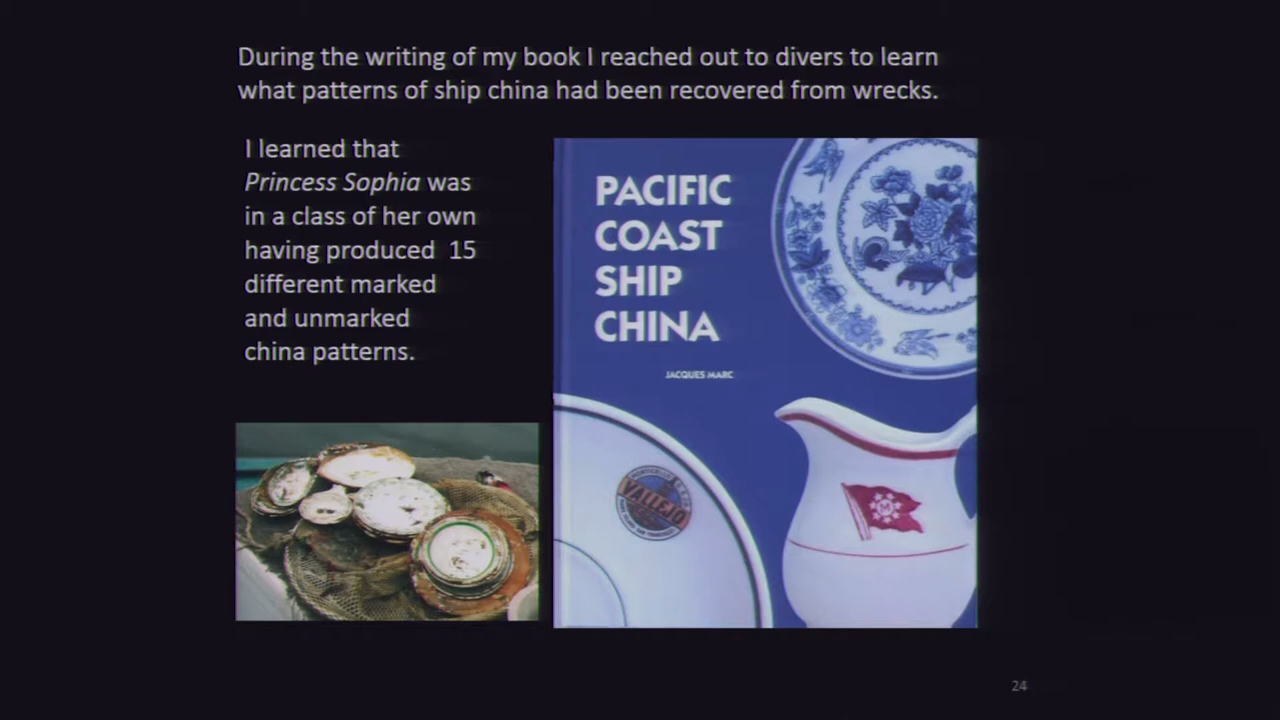 During the writing of my book I reached out to divers to learn
what patterns of ship china had been recovered from wrecks.
I learned that
Princess Sophia was
in a class of her own
having produced 15
different marked
and unmarked
china patterns.
PACIFIC
COAST
SHIP
CHINA
JACQUES MARC
MONTICELLO
VALLEJO
M
24